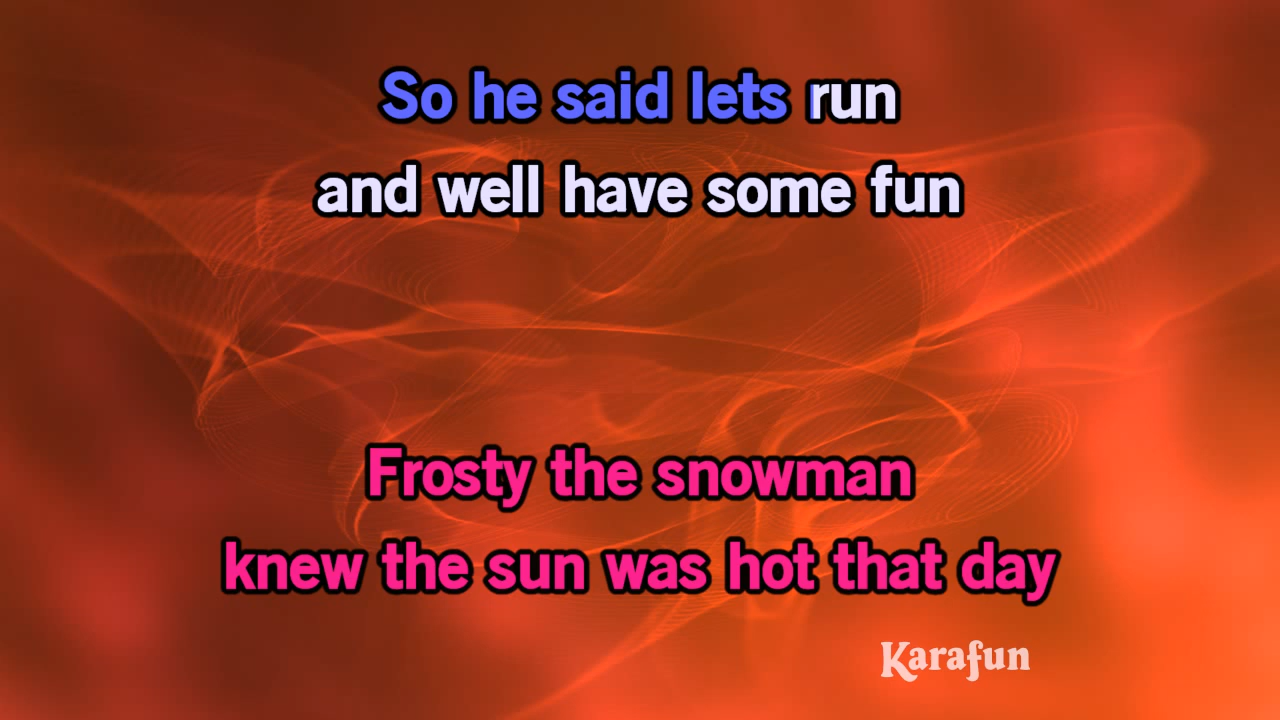 So he said lets run
and well have some fun
Frosty the snowman
knew the sun was hot that day
Karafun